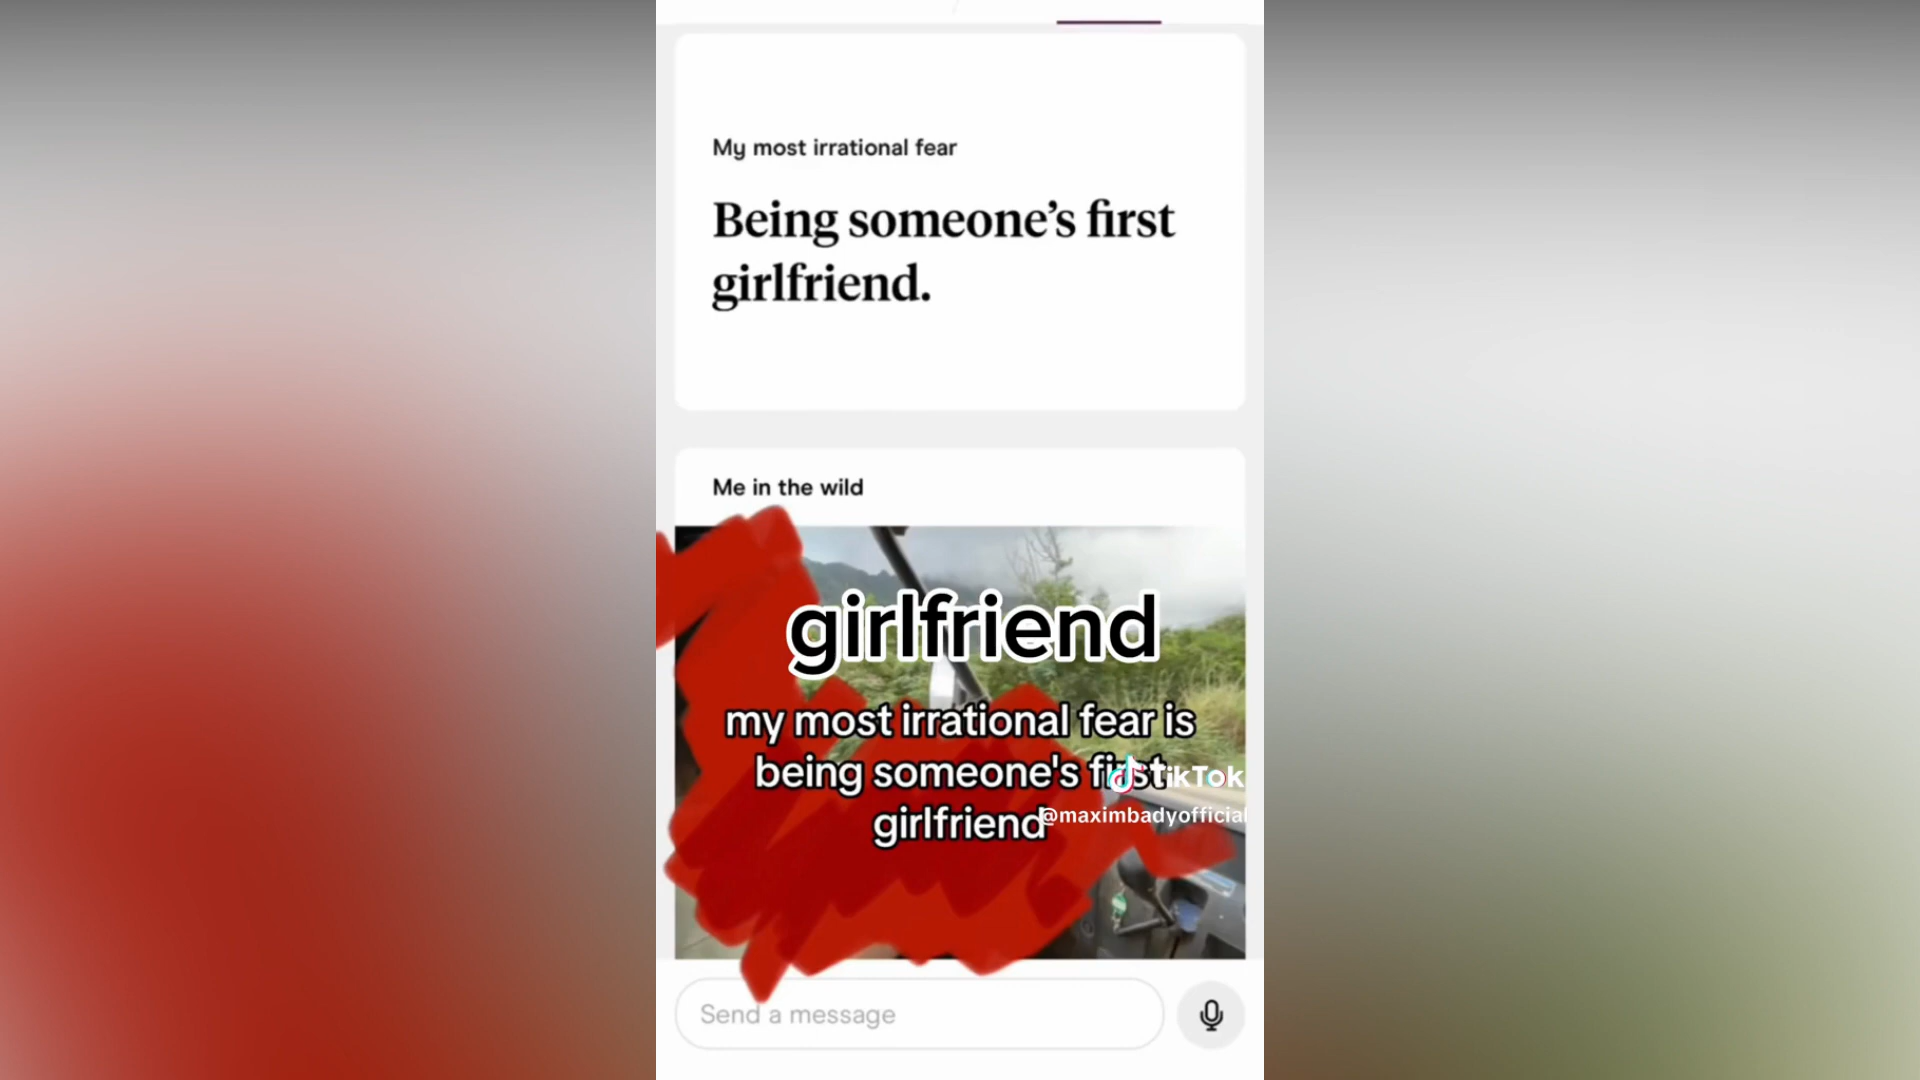 My most irrational fear
Being someone’s first
girlfriend.
Me in the wild
girlfriend
my most irrational fear is
being someone's first
girlfriend
TikTok
@maximbadyofficial
Send a message